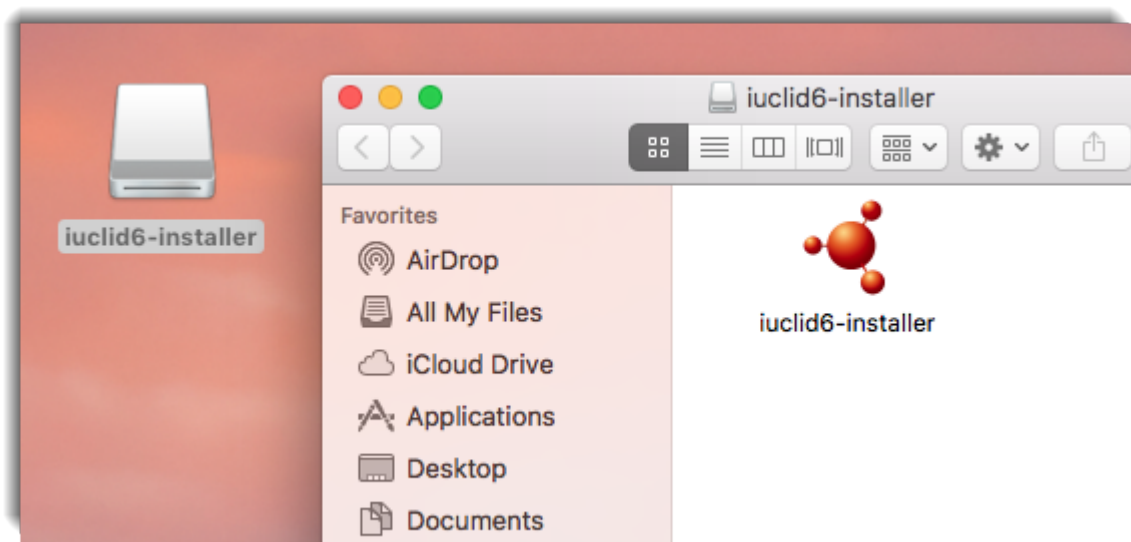 iuclid6-installer
iuclid6-installer
Favorites
AirDrop
All My Files
iCloud Drive
Applications
Desktop
Documents
iuclid6-installer